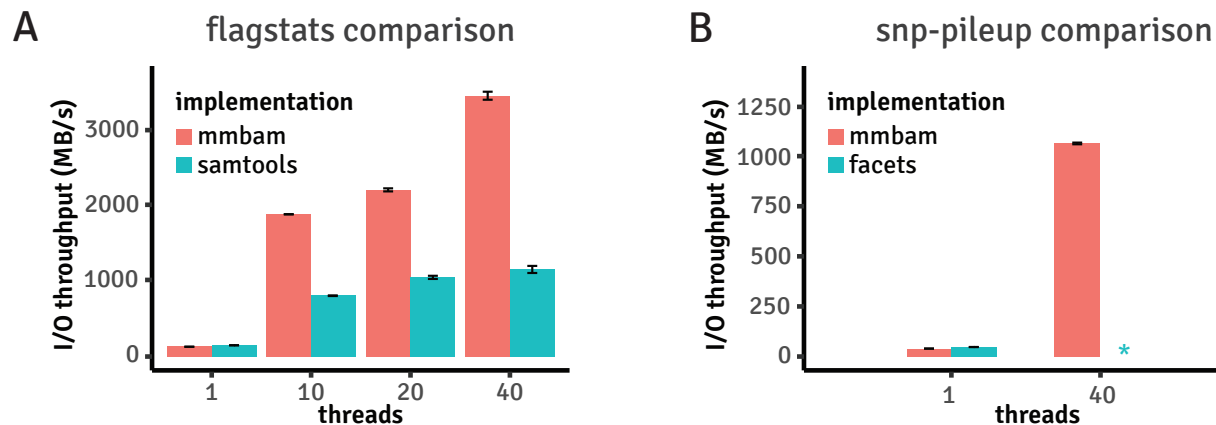 A
flagstats comparison
I/O throughput (MB/s)
3000
2000
1000
0
implementation
mmbam
samtools
1 10 20 40
threads
B
snp-pileup comparison
I/O throughput (MB/s)
1250
1000
750
500
250
0
implementation
mmbam
facets
*
1 40
threads